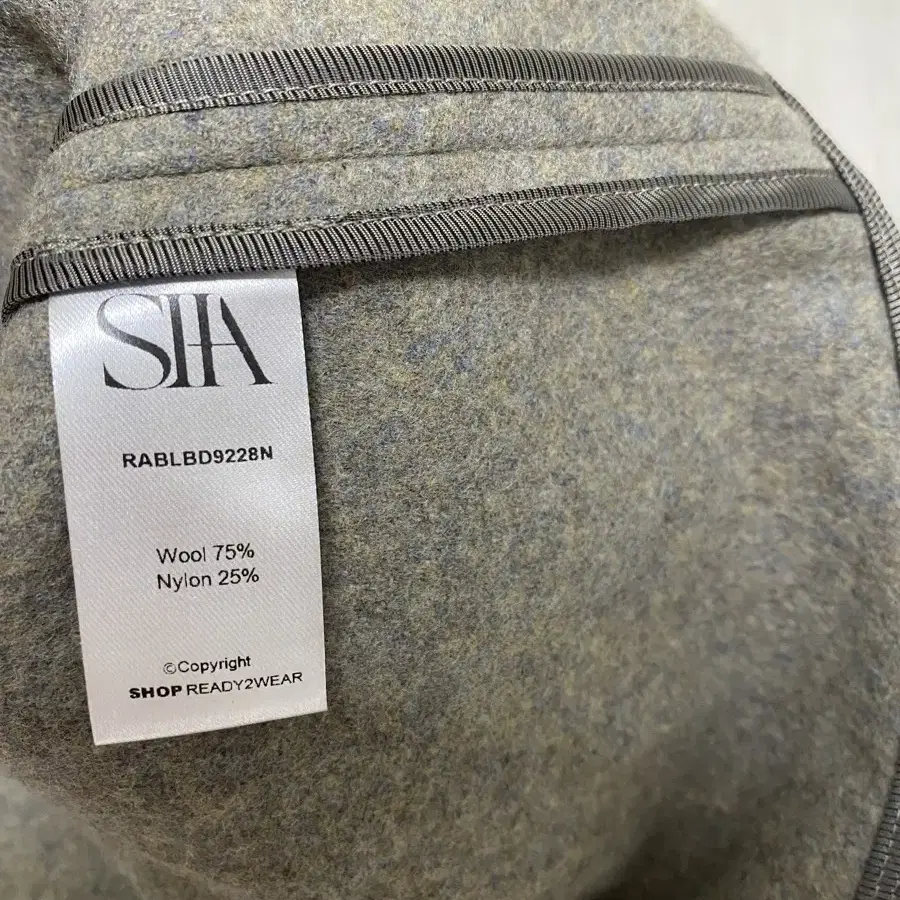 SIA
RABLBD9228N
Wool 75%
Nylon 25%
©Copyright
SHOP READY2WEAR